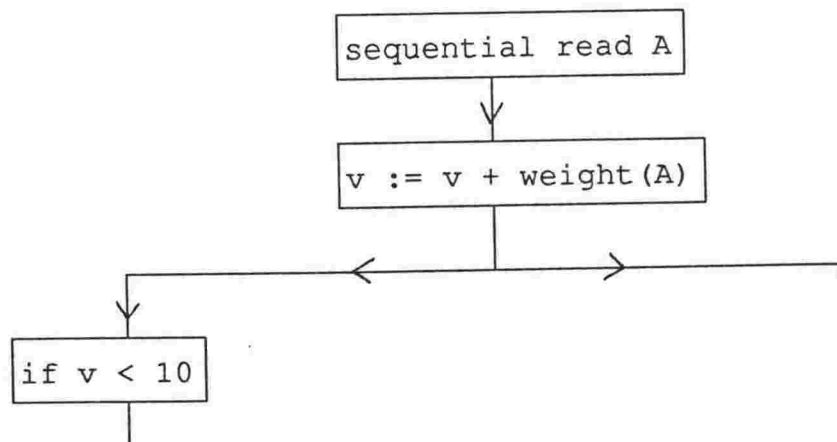 sequential read A
v := v + weight(A)
if v < 10